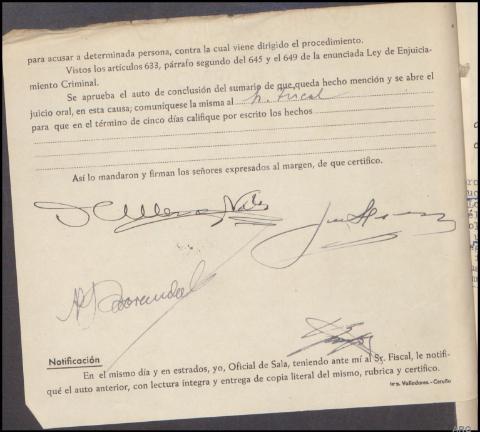 para acusar a determinada persona, contra la cual viene dirigido el procedimiento.
Vistos los artículos 633, párrafo segundo del 645 y el 649 de la enunciada Ley de Enjuicia-
miento Criminal.
Se aprueba el auto de conclusión del sumario de que queda hecho mención y se abre el
juicio oral, en esta causa; comuníquese la misma al Fiscal
para que en el término de cinco días califique por escrito los hechos
Así lo mandaron y firman los señores expresados al margen, de que certifico.
Notificación
En el mismo día y en estrados, yo, Oficial de Sala, teniendo ante mí al Sr. Fiscal, le notifi-
qué el auto anterior, con lectura íntegra y entrega de copia literal del mismo, rubrica y certifico.
Valladares.-Coruña
ARG